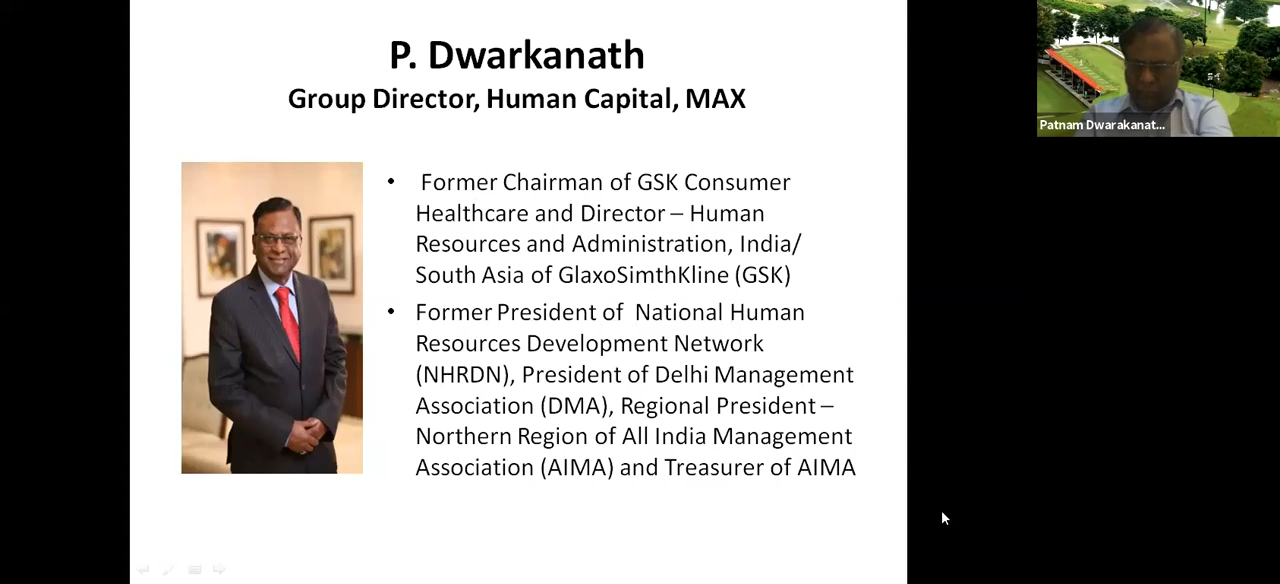 P. Dwarkanath
Group Director, Human Capital, MAX
• Former Chairman of GSK Consumer
Healthcare and Director – Human
Resources and Administration, India/
South Asia of GlaxoSimthKline (GSK)
• Former President of National Human
Resources Development Network
(NHRDN), President of Delhi Management
Association (DMA), Regional President –
Northern Region of All India Management
Association (AIMA) and Treasurer of AIMA
Patnam Dwarakanat...